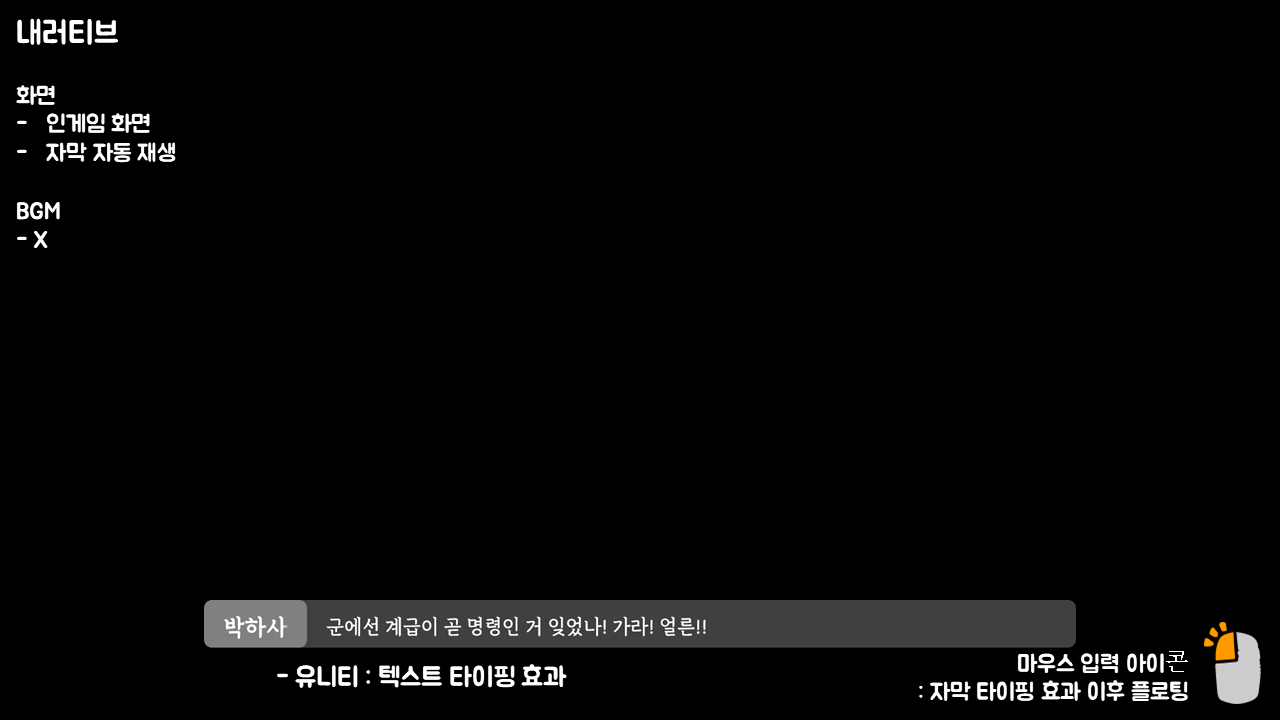 내러티브
화면
- 인게임 화면
- 자막 자동 재생
BGM
- X
박하사
군에선 계급이 곧 명령인 거 잊었나! 가라! 얼른!!
- 유니티 : 텍스트 타이핑 효과
마우스 입력 아이콘
: 자막 타이핑 효과 이후 플로팅